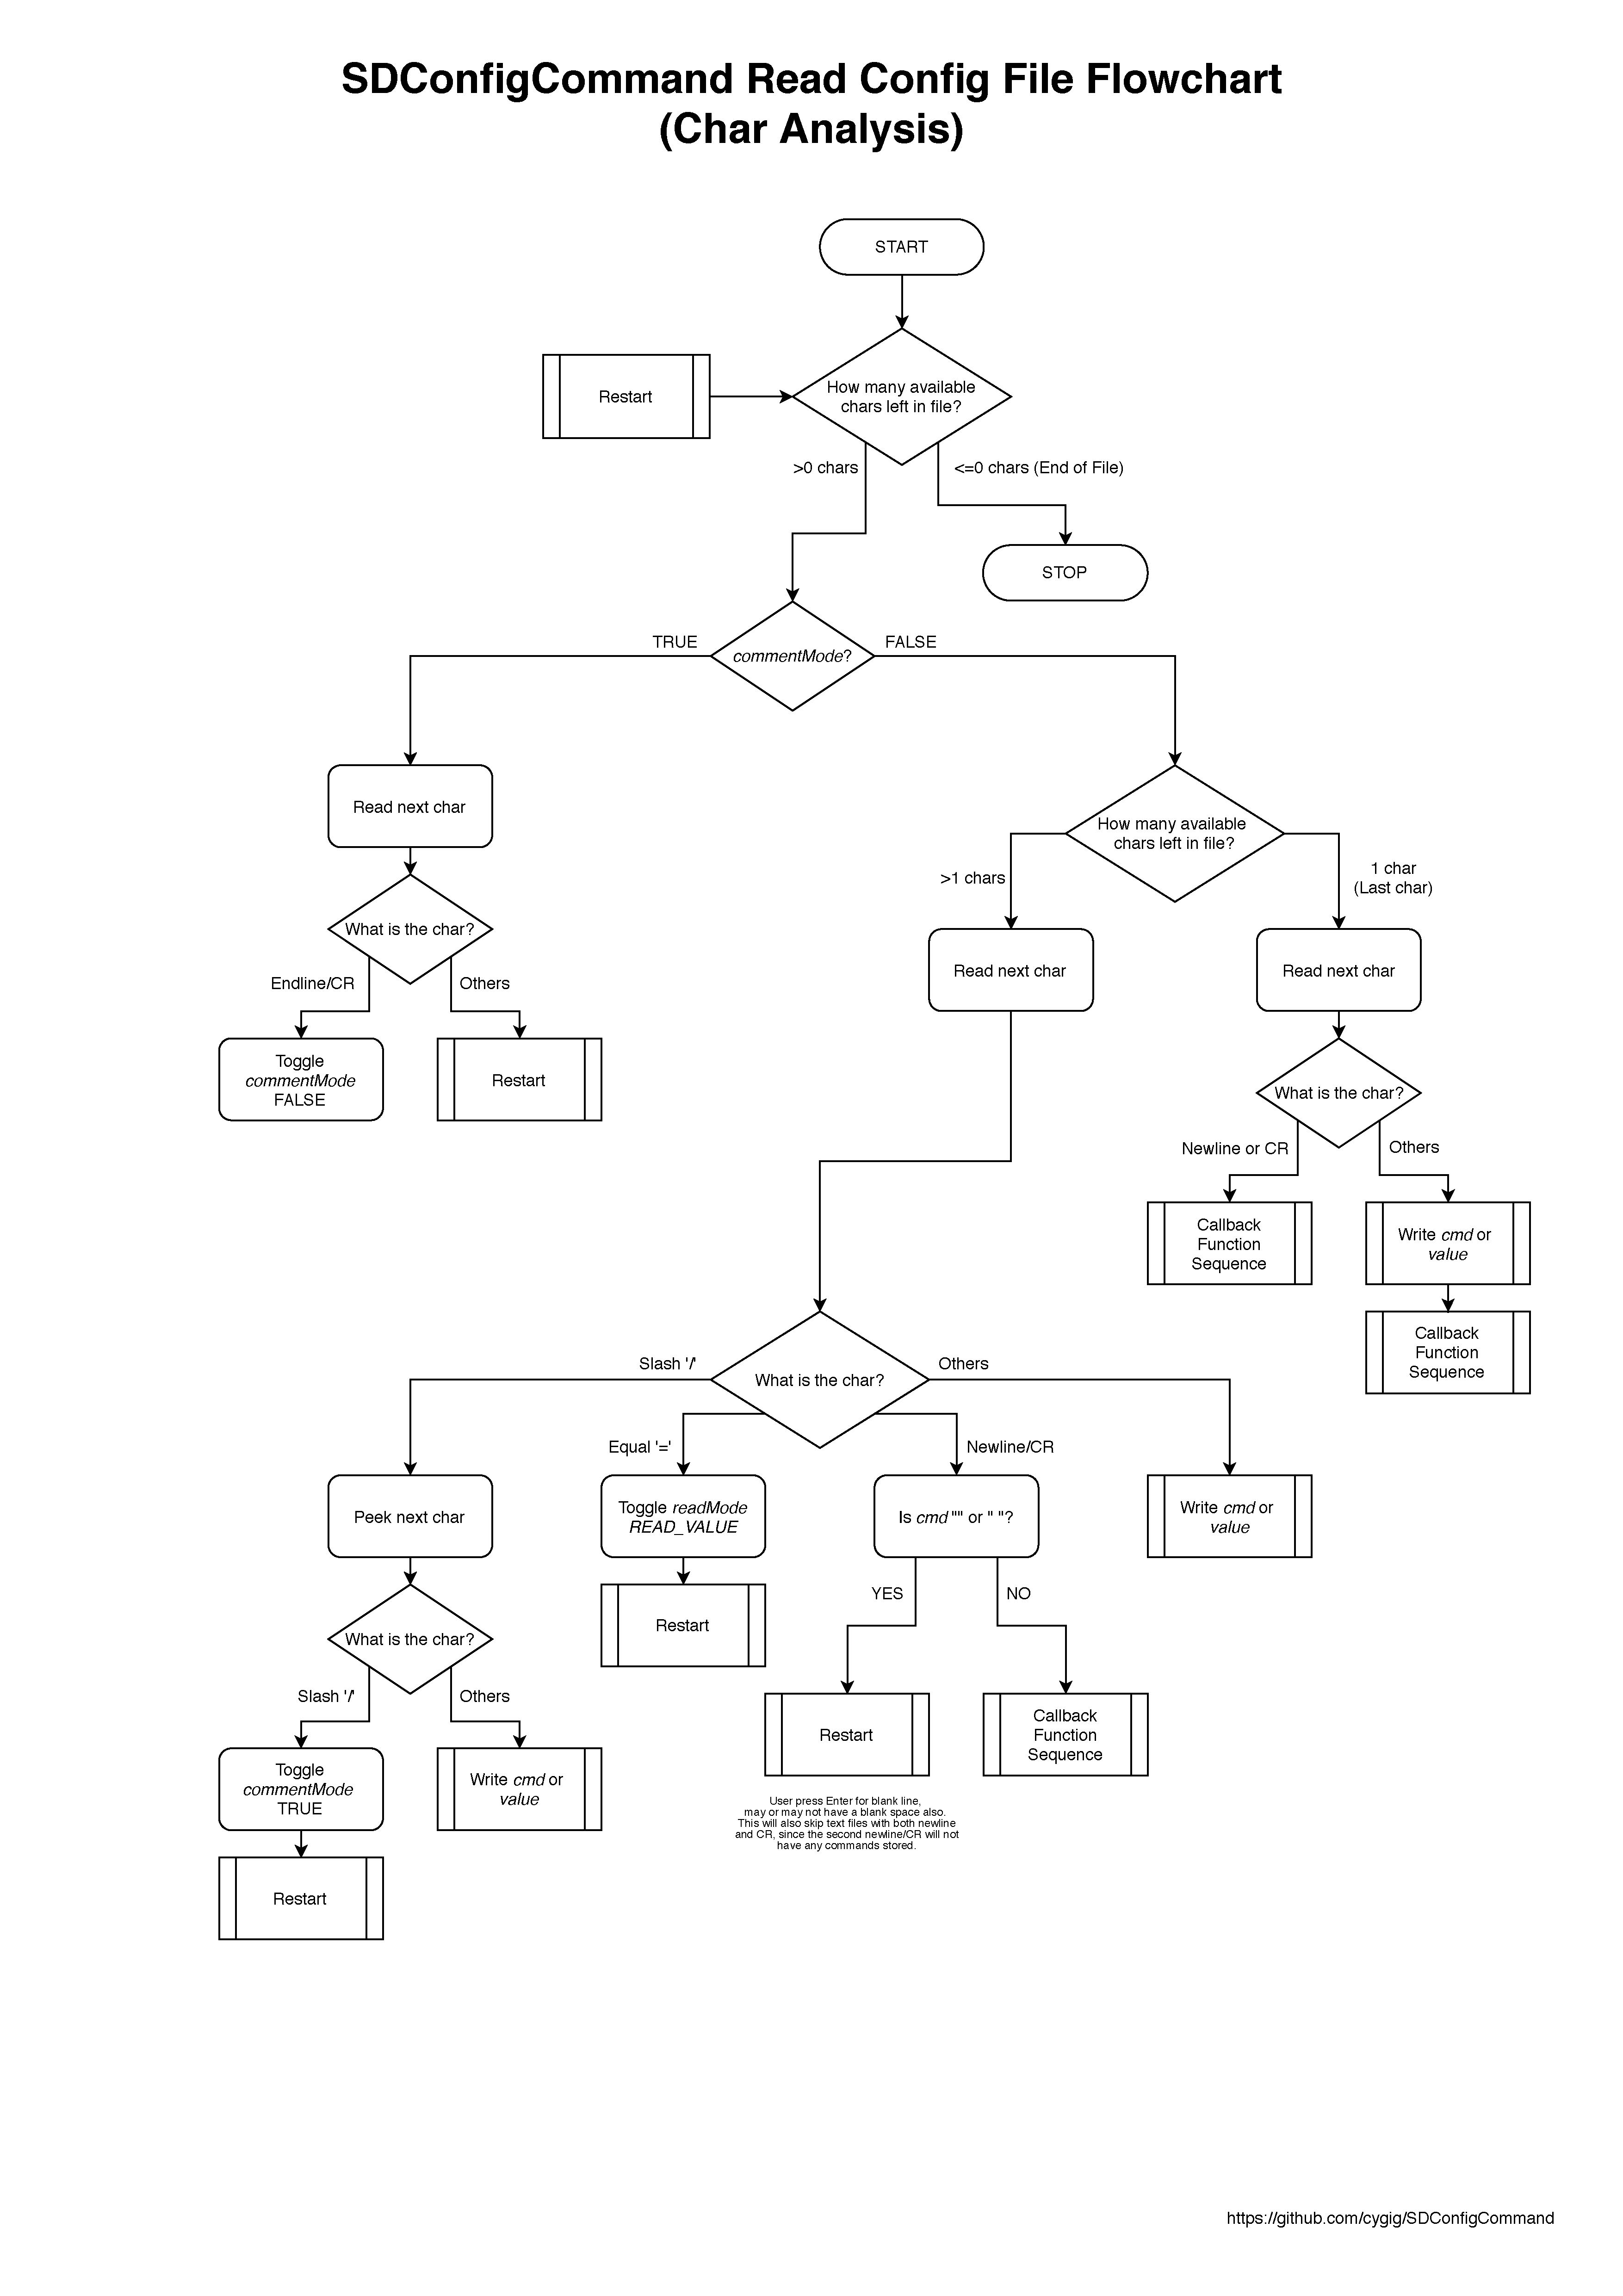 SDConfigCommand Read Config File Flowchart
(Char Analysis)
START
Restart
How many available
chars left in file?
>0 chars
<=0 chars (End of File)
STOP
TRUE
commentMode?
FALSE
Read next char
How many available
chars left in file?
>1 chars
1 char
(Last char)
What is the char?
Read next char
Read next char
Endline/CR
Others
Toggle
commentMode
FALSE
Restart
What is the char?
Newline or CR
Others
Callback
Function
Sequence
Write cmd or
value
Callback
Function
Sequence
Slash '/'
What is the char?
Others
Equal '='
Newline/CR
Peek next char
Toggle readMode
READ_VALUE
Is cmd "" or " "?
Write cmd or
value
What is the char?
Restart
YES
NO
Slash '/'
Others
Toggle
commentMode
TRUE
Write cmd or
value
Restart
Callback
Function
Sequence
User press Enter for blank line,
may or may not have a blank space also.
This will also skip text files with both newline
and CR, since the second newline/CR will not
have any commands stored.
Restart
https://github.com/cygig/SDConfigCommand